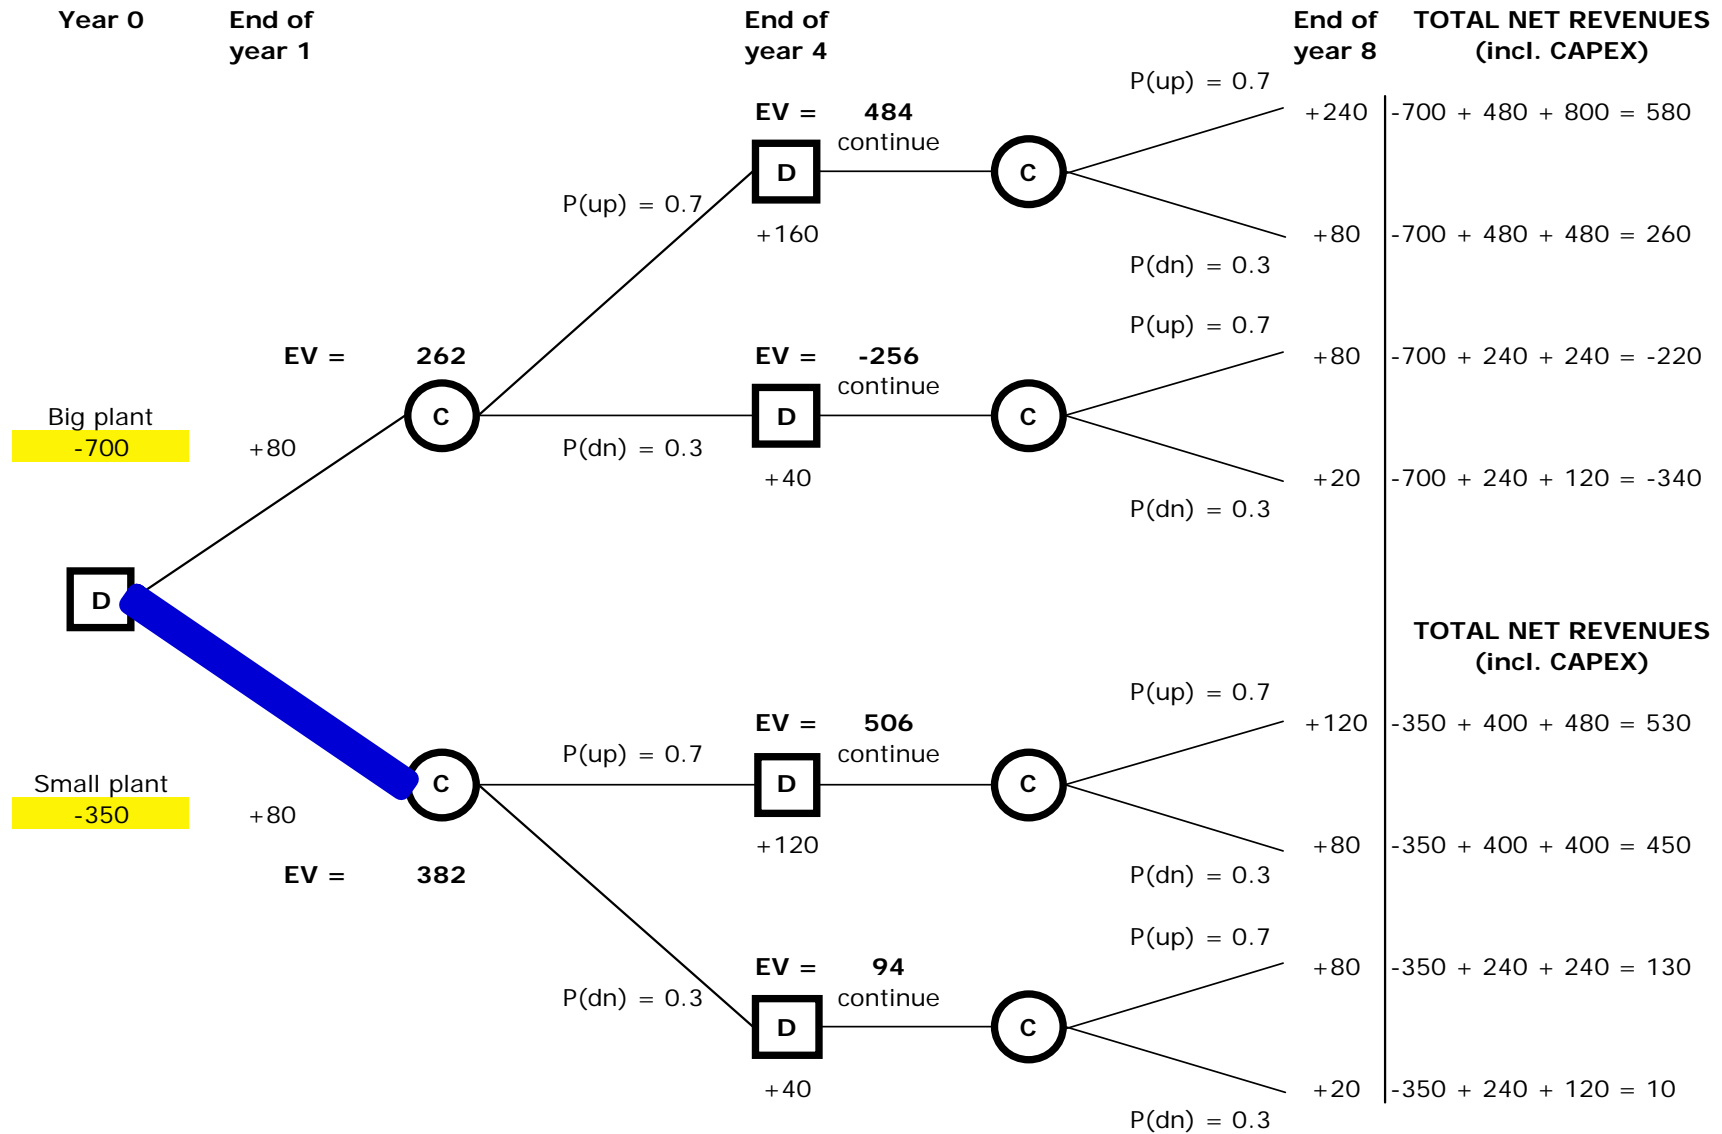 Year 0 End of End of End of TOTAL NET REVENUES
year 1 year 4 year 8 (incl. CAPEX)
P(up) = 0.7
EV = 484 +240 -700 + 480 + 800 = 580
continue
D C
P(up) = 0.7
+160 +80 -700 + 480 + 480 = 260
P(dn) = 0.3
P(up) = 0.7
EV = 262 EV = -256 +80 -700 + 240 + 240 = -220
continue
Big plant C D C
-700 +80 P(dn) = 0.3
+40 +20 -700 + 240 + 120 = -340
P(dn) = 0.3
D
TOTAL NET REVENUES
(incl. CAPEX)
P(up) = 0.7
EV = 506 +120 -350 + 400 + 480 = 530
P(up) = 0.7 continue
Small plant C D C
-350 +80
+120 +80 -350 + 400 + 400 = 450
EV = 382 P(dn) = 0.3
P(up) = 0.7
EV = 94 +80 -350 + 240 + 240 = 130
P(dn) = 0.3 continue
D C
+40 +20 -350 + 240 + 120 = 10
P(dn) = 0.3